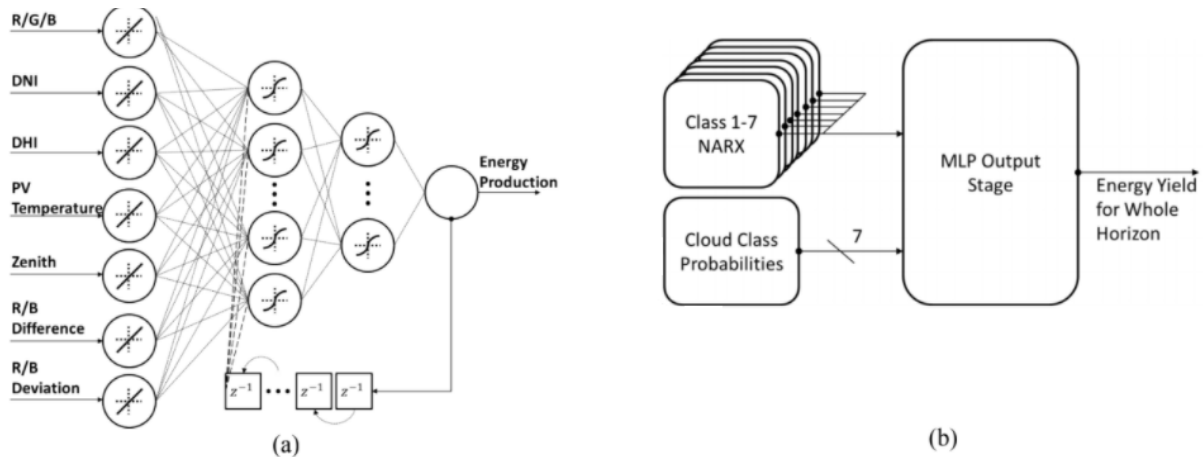 R/G/B
DNI
DHI
PV
Temperature
Zenith
R/B
Difference
R/B
Deviation
Energy
Production
z⁻¹
z⁻¹
z⁻¹
(a)
Class 1-7
NARX
Cloud Class
Probabilities
7
MLP Output
Stage
Energy Yield
for Whole
Horizon
(b)